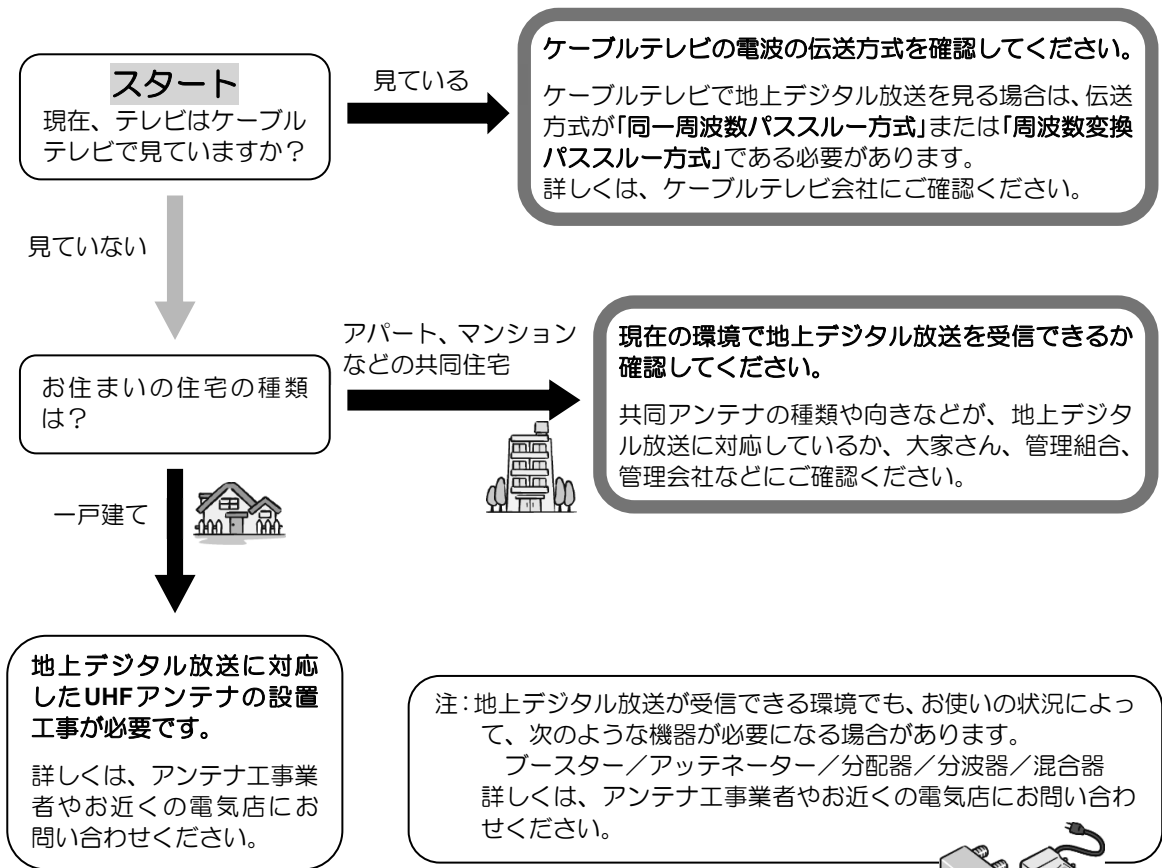 スタート
現在、テレビはケーブル
テレビで見ていますか？
見ている
ケーブルテレビの電波の伝送方式を確認してください。
ケーブルテレビで地上デジタル放送を見る場合は、伝送
方式が「同一周波数パススルー方式」または「周波数変換
パススルー方式」である必要があります。
詳しくは、ケーブルテレビ会社にご確認ください。
見ていない
お住まいの住宅の種類
は？
アパート、マンション
などの共同住宅
現在の環境で地上デジタル放送を受信できるか
確認してください。
共同アンテナの種類や向きなどが、地上デジタ
ル放送に対応しているか、大家さん、管理組合、
管理会社などにご確認ください。
一戸建て
地上デジタル放送に対応
したUHFアンテナの設置
工事が必要です。
詳しくは、アンテナ工事業
者やお近くの電気店にお
問い合わせください。
注：地上デジタル放送が受信できる環境でも、お使いの状況によっ
て、次のような機器が必要になる場合があります。
ブースター／アッテネーター／分配器／分波器／混合器
詳しくは、アンテナ工事業者やお近くの電気店にお問い合わ
せください。